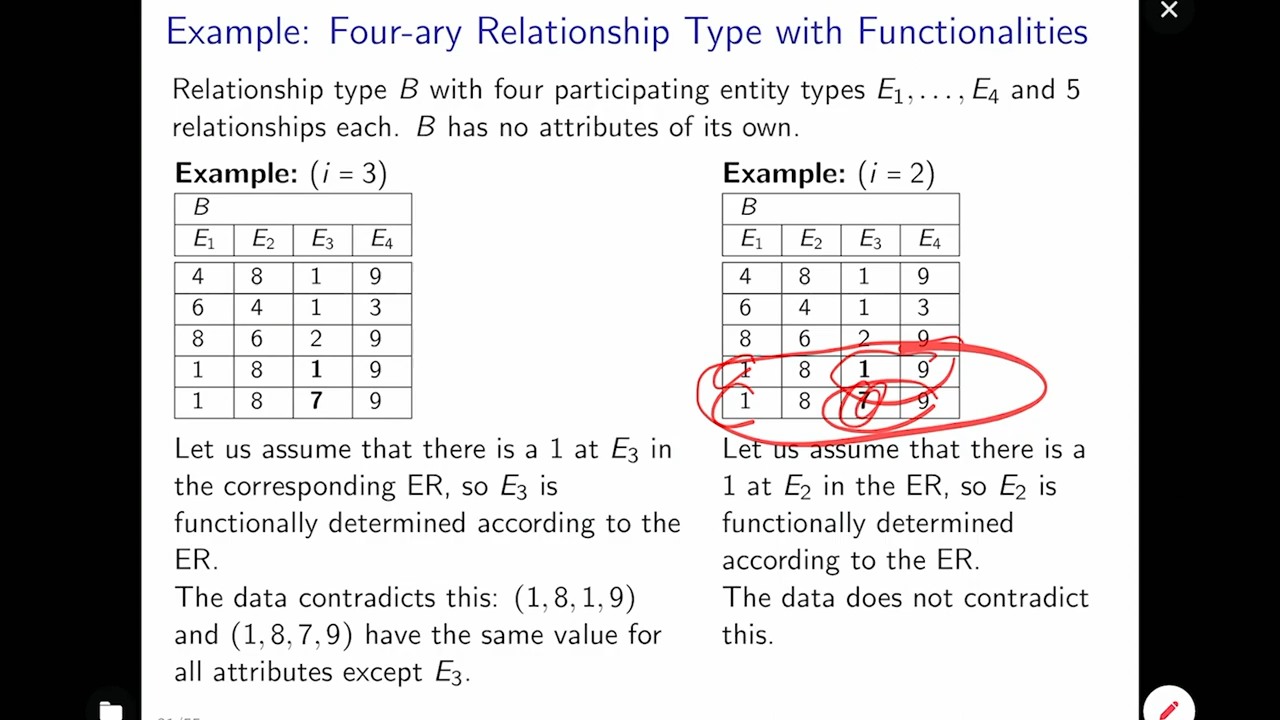 Example: Four-ary Relationship Type with Functionalities
Relationship type B with four participating entity types E₁, . . . , E₄ and 5
relationships each. B has no attributes of its own.
Example: (i = 3)
B
E₁ E₂ E₃ E₄
4 8 1 9
6 4 1 3
8 6 2 9
1 8 1 9
1 8 7 9
Let us assume that there is a 1 at E₃ in
the corresponding ER, so E₃ is
functionally determined according to the
ER.
The data contradicts this: (1, 8, 1, 9)
and (1, 8, 7, 9) have the same value for
all attributes except E₃.
Example: (i = 2)
B
E₁ E₂ E₃ E₄
4 8 1 9
6 4 1 3
8 6 2 9
1 8 1 9
1 8 7 9
Let us assume that there is a
1 at E₂ in the ER, so E₂ is
functionally determined
according to the ER.
The data does not contradict
this.